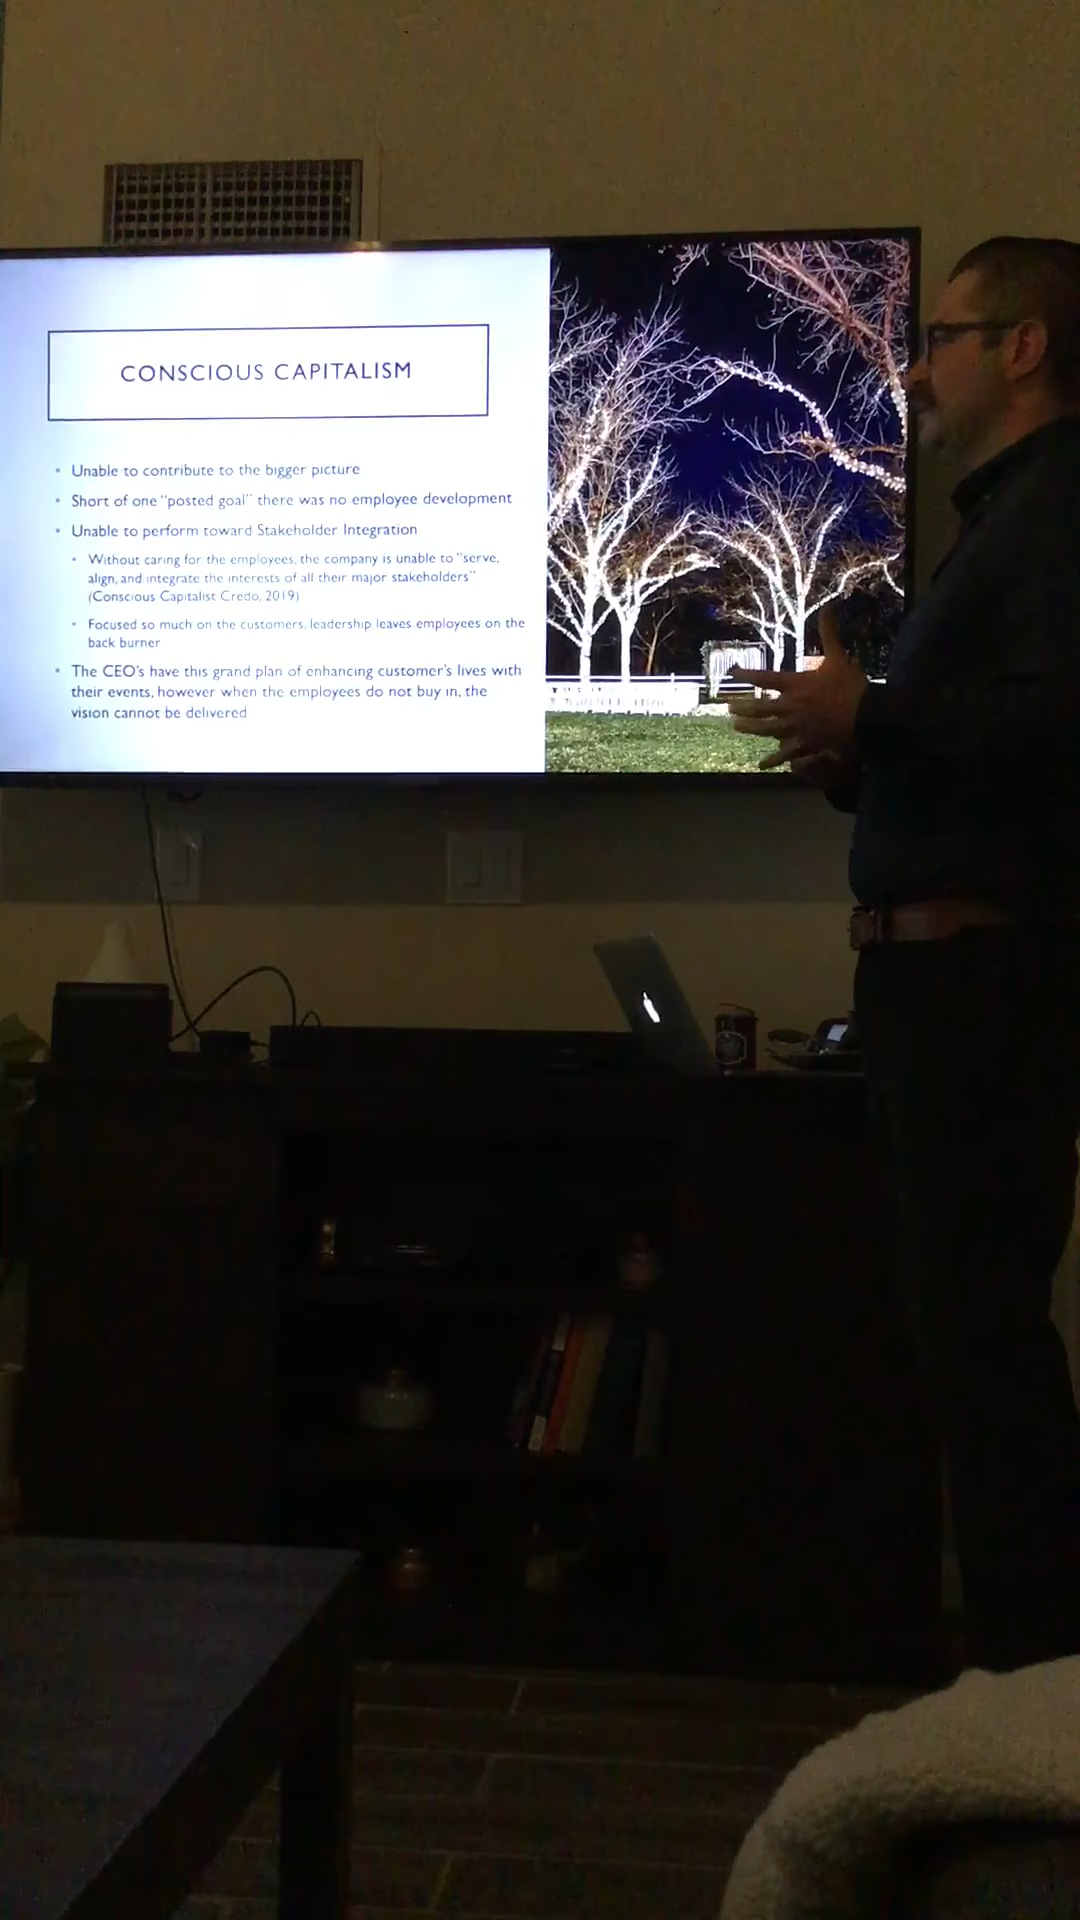 CONSCIOUS CAPITALISM
• Unable to contribute to the bigger picture
• Short of one "posted goal" there was no employee development
• Unable to perform toward Stakeholder Integration
• Without caring for the employees, the company is unable to "serve,
align, and integrate the interests of all their major stakeholders"
(Conscious Capitalist Credo, 2019)
• Focused so much on the customers, leadership leaves employees on the
back burner
• The CEO's have this grand plan of enhancing customer's lives with
their events, however when the employees do not buy in, the
vision cannot be delivered